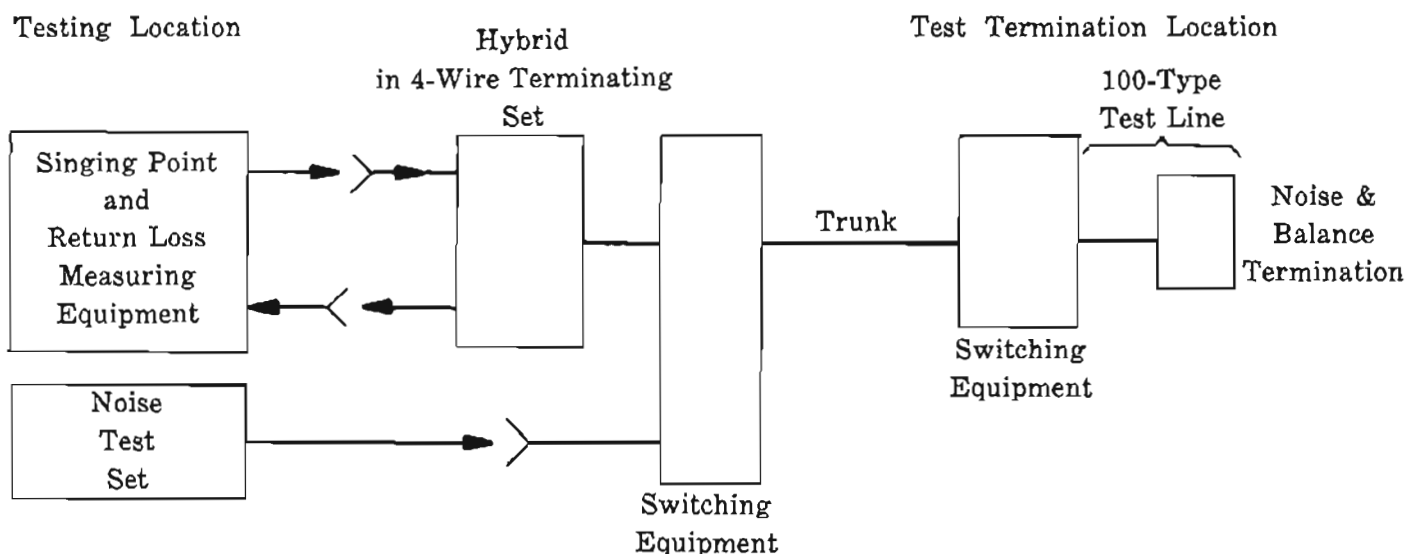 Testing Location
Hybrid
in 4-Wire Terminating
Set
Test Termination Location
100-Type
Test Line
Singing Point
and
Return Loss
Measuring
Equipment
Trunk
Noise &
Balance
Termination
Switching
Equipment
Noise
Test
Set
Switching
Equipment